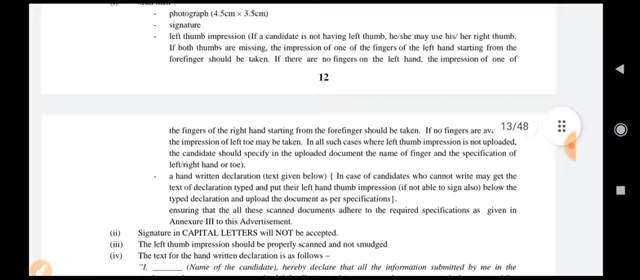 - photograph (4.5cm × 3.5cm)
- signature
- left thumb impression (If a candidate is not having left thumb, he/she may use his/ her right thumb.
If both thumbs are missing, the impression of one of the fingers of the left hand starting from the
forefinger should be taken. If there are no fingers on the left hand, the impression of one of
12
13/48
the fingers of the right hand starting from the forefinger should be taken. If no fingers are
the impression of left toe may be taken. In all such cases where left thumb impression is not uploaded,
the candidate should specify in the uploaded document the name of finger and the specification of
left/right hand or toe).
- a hand written declaration (text given below) { In case of candidates who cannot write may get the
text of declaration typed and put their left hand thumb impression (if not able to sign also) below the
typed declaration and upload the document as per specifications}.
ensuring that the all these scanned documents adhere to the required specifications as given in
Annexure III to this Advertisement.
(ii) Signature in CAPITAL LETTERS will NOT be accepted.
(iii) The left thumb impression should be properly scanned and not smudged
(iv) The text for the hand written declaration is as follows –
"I, _______ (Name of the candidate), hereby declare that all the information submitted by me in the